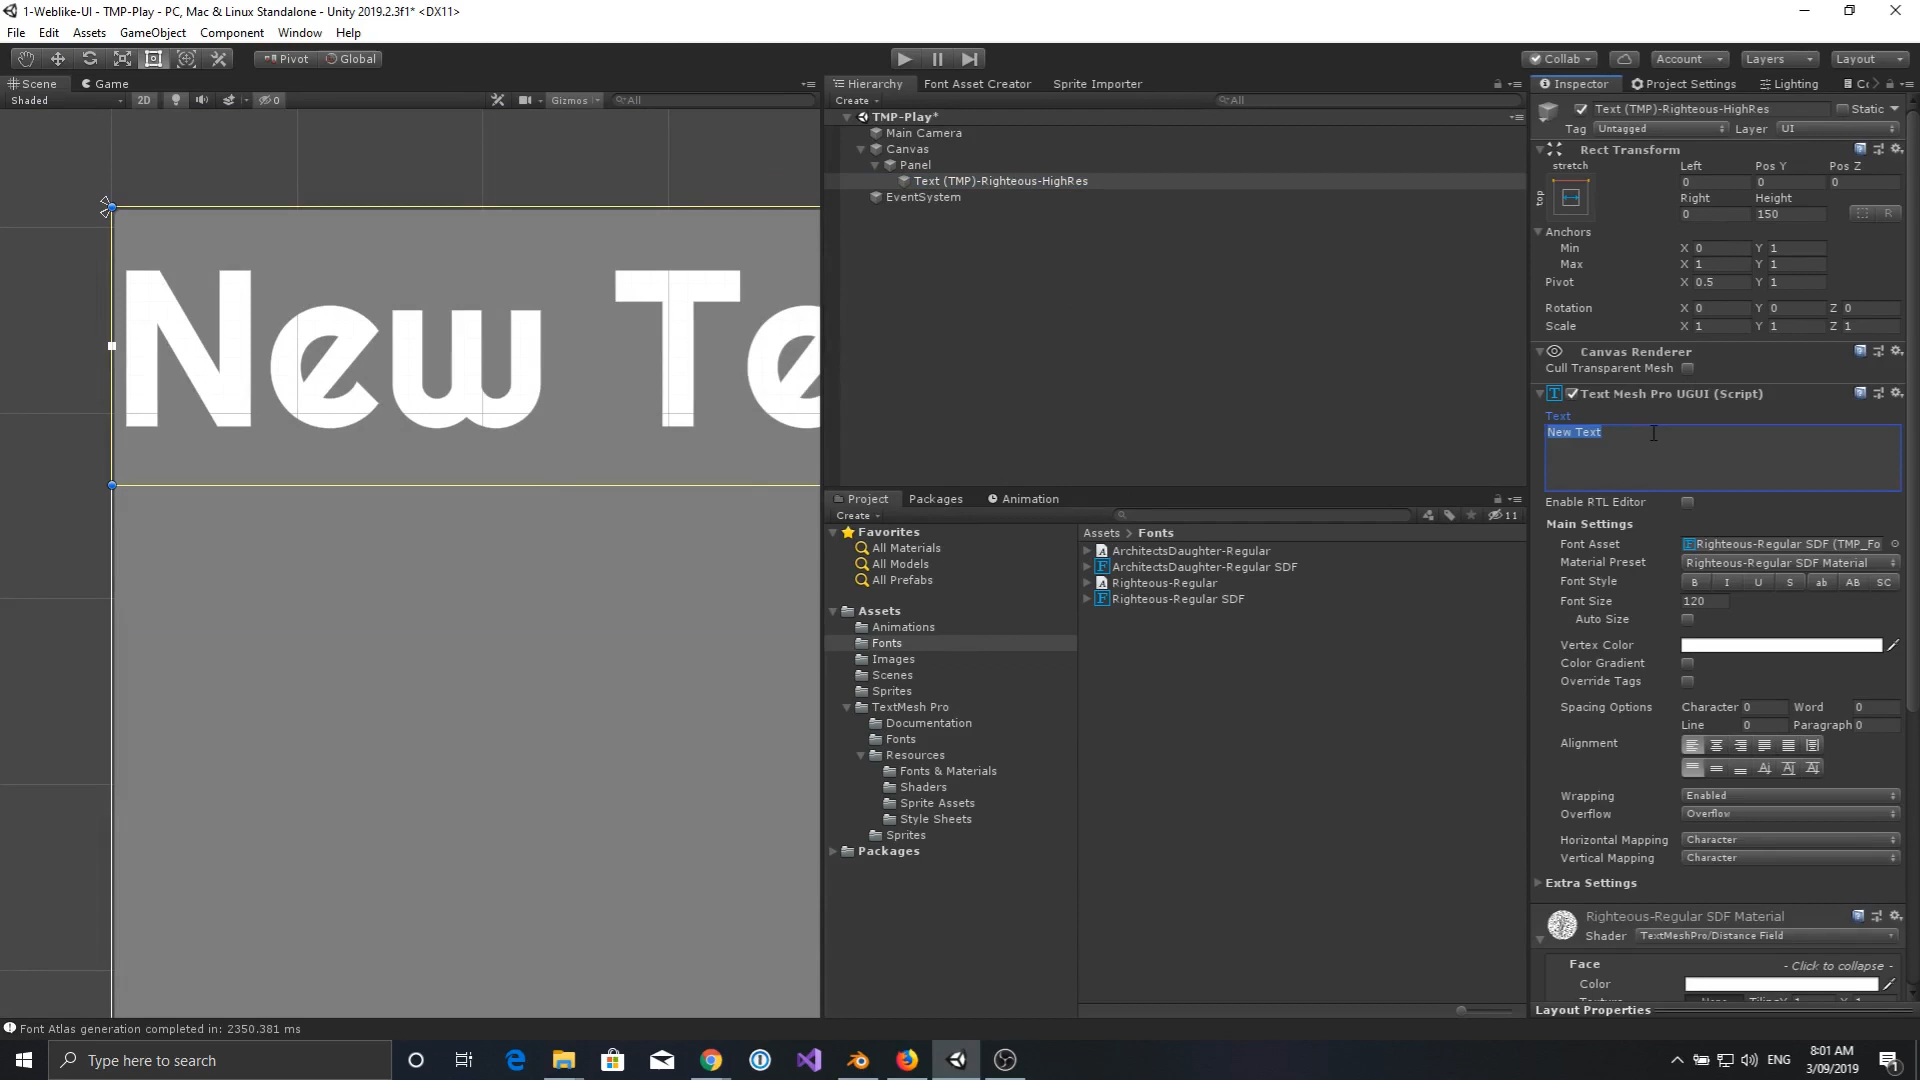 1-Weblike-UI - TMP-Play - PC, Mac & Linux Standalone - Unity 2019.2.3f1* <DX11>
File Edit Assets GameObject Component Window Help
Pivot Global Collab Account Layers Layout
Scene Game
Shaded 2D 0 Gizmos All
New Te
Hierarchy Font Asset Creator Sprite Importer
Create All
TMP-Play*
Main Camera
Canvas
Panel
Text (TMP)-Righteous-HighRes
EventSystem
Project Packages Animation
Create 11
Favorites
All Materials
All Models
All Prefabs
Assets
Animations
Fonts
Images
Scenes
Sprites
TextMesh Pro
Documentation
Fonts
Resources
Fonts & Materials
Shaders
Sprite Assets
Style Sheets
Sprites
Packages
Assets > Fonts
ArchitectsDaughter-Regular
ArchitectsDaughter-Regular SDF
Righteous-Regular
Righteous-Regular SDF
Inspector Project Settings Lighting
Text (TMP)-Righteous-HighRes Static
Tag Untagged Layer UI
Rect Transform
stretch Left Pos Y Pos Z
top 0 0 0
Right Height
0 150 R
Anchors
Min X 0 Y 1
Max X 1 Y 1
Pivot X 0.5 Y 1
Rotation X 0 Y 0 Z 0
Scale X 1 Y 1 Z 1
Canvas Renderer
Cull Transparent Mesh
Text Mesh Pro UGUI (Script)
Text
New Text
Enable RTL Editor
Main Settings
Font Asset Righteous-Regular SDF (TMP_Fo
Material Preset Righteous-Regular SDF Material
Font Style B I U S ab AB SC
Font Size 120
Auto Size
Vertex Color
Color Gradient
Override Tags
Spacing Options Character 0 Word 0
Line 0 Paragraph 0
Alignment
Wrapping Enabled
Overflow Overflow
Horizontal Mapping Character
Vertical Mapping Character
Extra Settings
Righteous-Regular SDF Material
Shader TextMeshPro/Distance Field
Face - Click to collapse -
Color
Layout Properties
Font Atlas generation completed in: 2350.381 ms
Type here to search
ENG 8:01 AM
3/09/2019